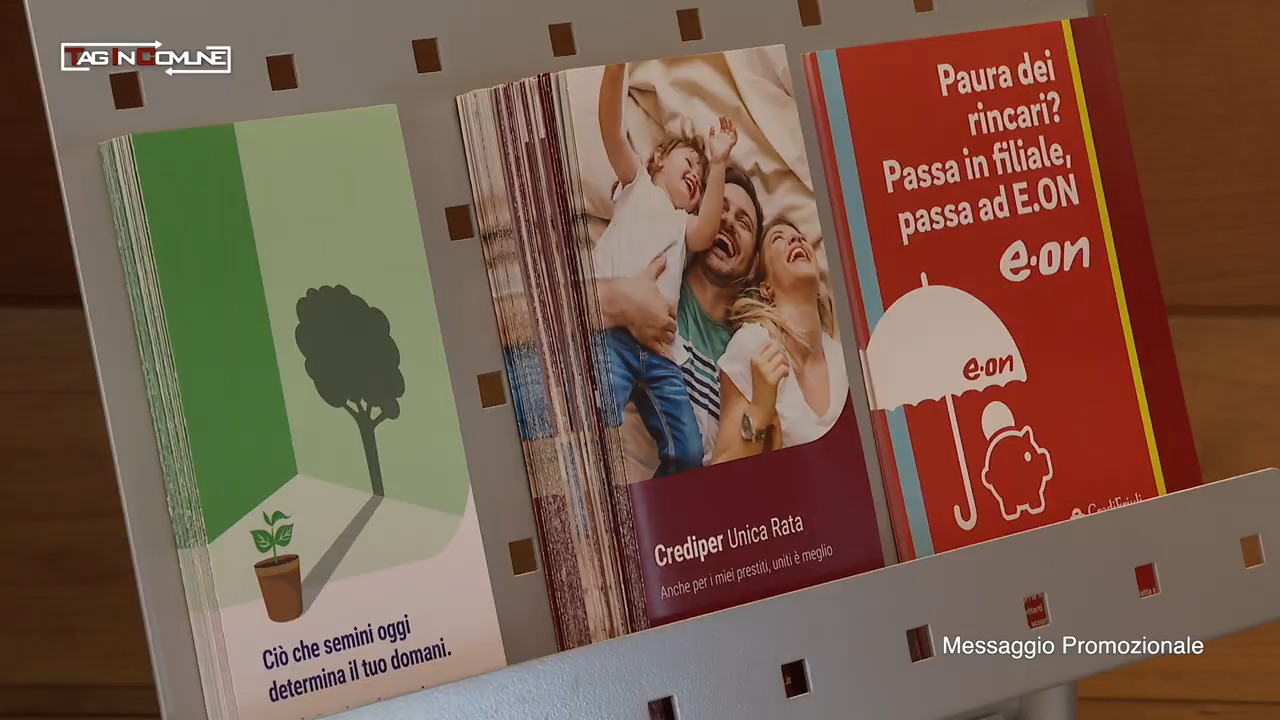 TAG IN COMUNE
Ciò che semini oggi
determina il tuo domani.
Crediper Unica Rata
Anche per i miei prestiti, uniti è meglio
Paura dei
rincari?
Passa in filiale,
passa ad E.ON
e·on
e·on
CrediFriuli
Messaggio Promozionale